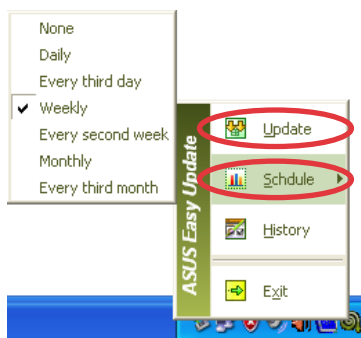 None
Daily
Every third day
Weekly
Every second week
Monthly
Every third month
ASUS Easy Update
Update
Schdule
History
Exit